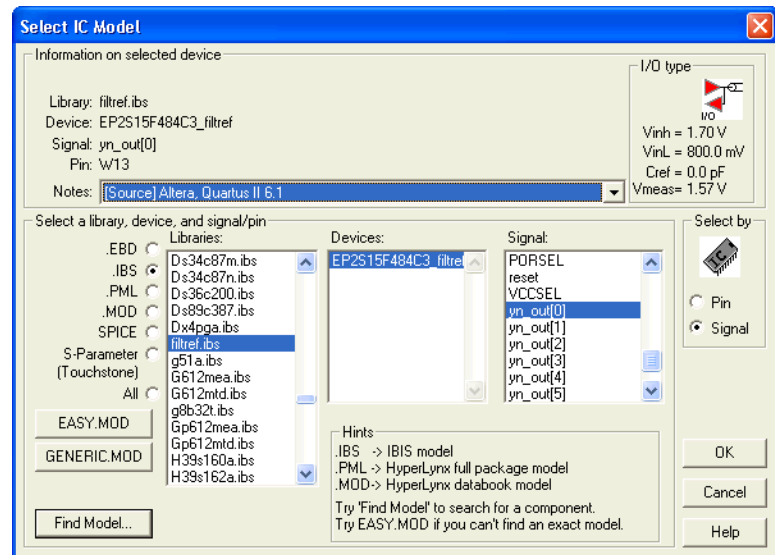 Select IC Model
Information on selected device
Library: filtref.ibs
Device: EP2S15F484C3_filtref
Signal: yn_out[0]
Pin: W13
Notes: [Source] Altera, Quartus II 6.1
I/O type
I/O
Vinh = 1.70 V
VinL = 800.0 mV
Cref = 0.0 pF
Vmeas= 1.57 V
Select a library, device, and signal/pin
.EBD
.IBS
.PML
.MOD
SPICE
S-Parameter
(Touchstone)
All
EASY.MOD
GENERIC.MOD
Find Model...
Libraries:
Ds34c87m.ibs
Ds34c87n.ibs
Ds36c200.ibs
Ds89c387.ibs
Dx4pga.ibs
filtref.ibs
g51a.ibs
G612mea.ibs
G612mtd.ibs
g8b32t.ibs
Gp612mea.ibs
Gp612mtd.ibs
H39s160a.ibs
H39s162a.ibs
Devices:
EP2S15F484C3_filtref
Signal:
PORSEL
reset
VCCSEL
yn_out[0]
yn_out[1]
yn_out[2]
yn_out[3]
yn_out[4]
yn_out[5]
Hints
.IBS -> IBIS model
.PML -> HyperLynx full package model
.MOD-> HyperLynx databook model
Try 'Find Model' to search for a component.
Try EASY.MOD if you can't find an exact model.
Select by
IC
Pin
Signal
OK
Cancel
Help